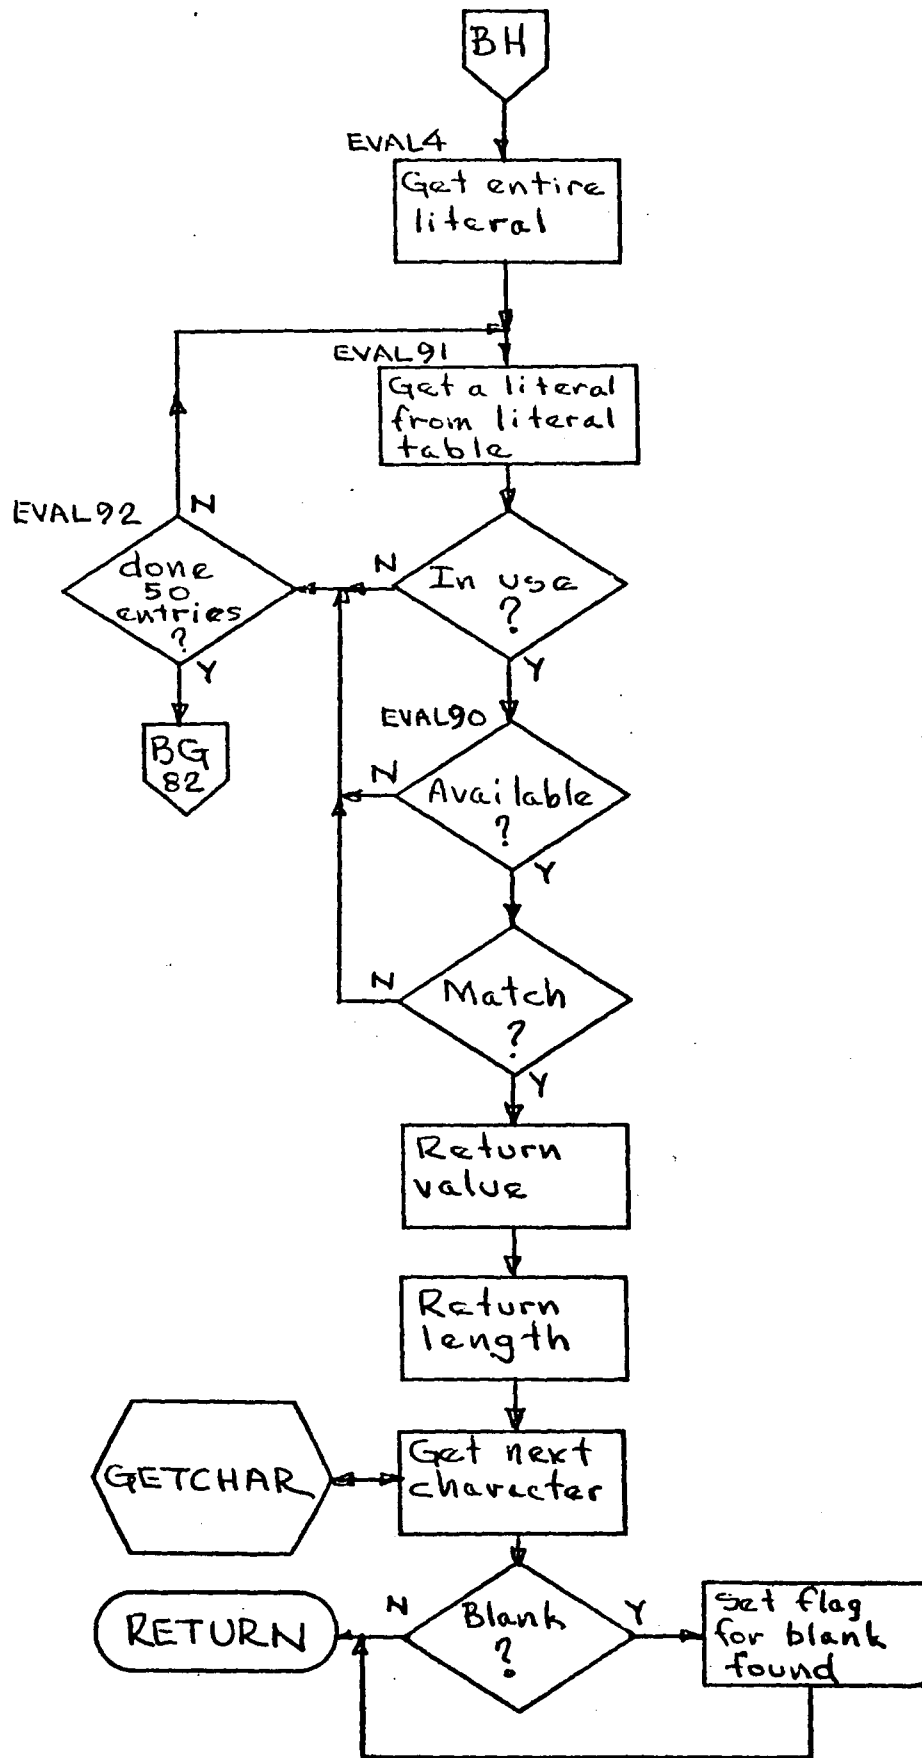 BH
EVAL4
Get entire
literal
EVAL91
Get a literal
from literal
table
EVAL92
N
done
50
entries
?
Y
N
In use
?
Y
BG
82
EVAL90
N
Available
?
Y
N
Match
?
Y
Return
value
Return
length
GETCHAR
Get next
character
RETURN
N
Blank
?
Y
Set flag
for blank
found